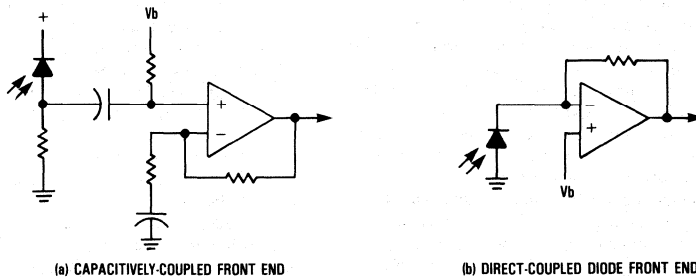 +
Vb
+
−
−
+
Vb
(a) CAPACITIVELY-COUPLED FRONT END
(b) DIRECT-COUPLED DIODE FRONT END